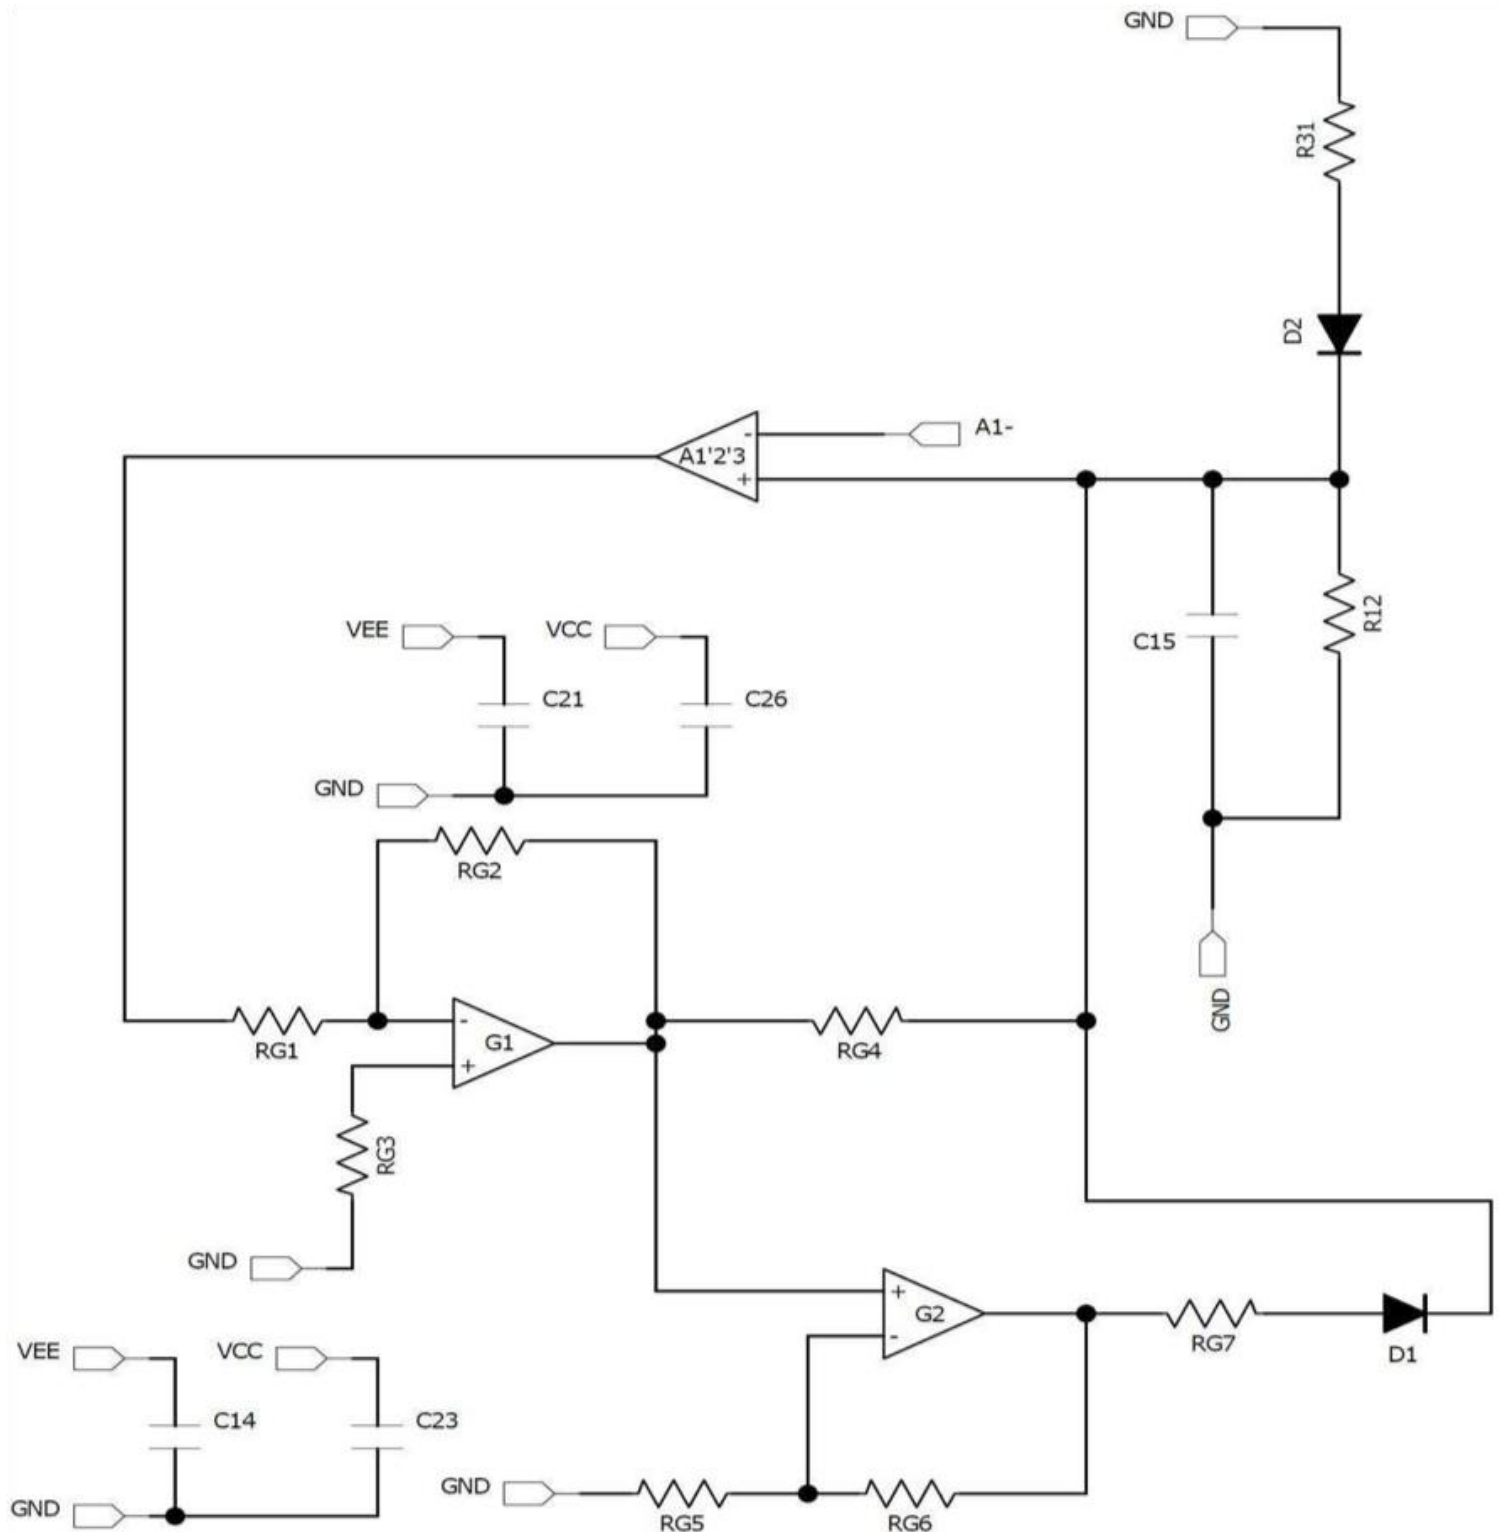 GND
R31
D2
A1-
A1'2'3
-
+
VEE
VCC
R12
C15
C21
C26
GND
RG2
GND
-
G1
RG1
RG4
+
RG3
GND
+
G2
-
RG7
D1
VEE
VCC
C14
C23
GND
GND
RG5
RG6